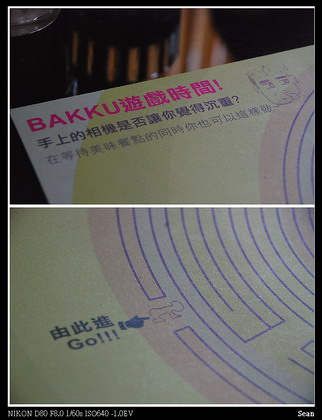 BAKKU遊戲時間!
手上的相機是否讓你覺得沉重?
在等待美味餐點的同時你也可以這樣做
由此進
Go!!!
NIKON D80 F8.0 1/60s ISO640 -1.0EV
Sean